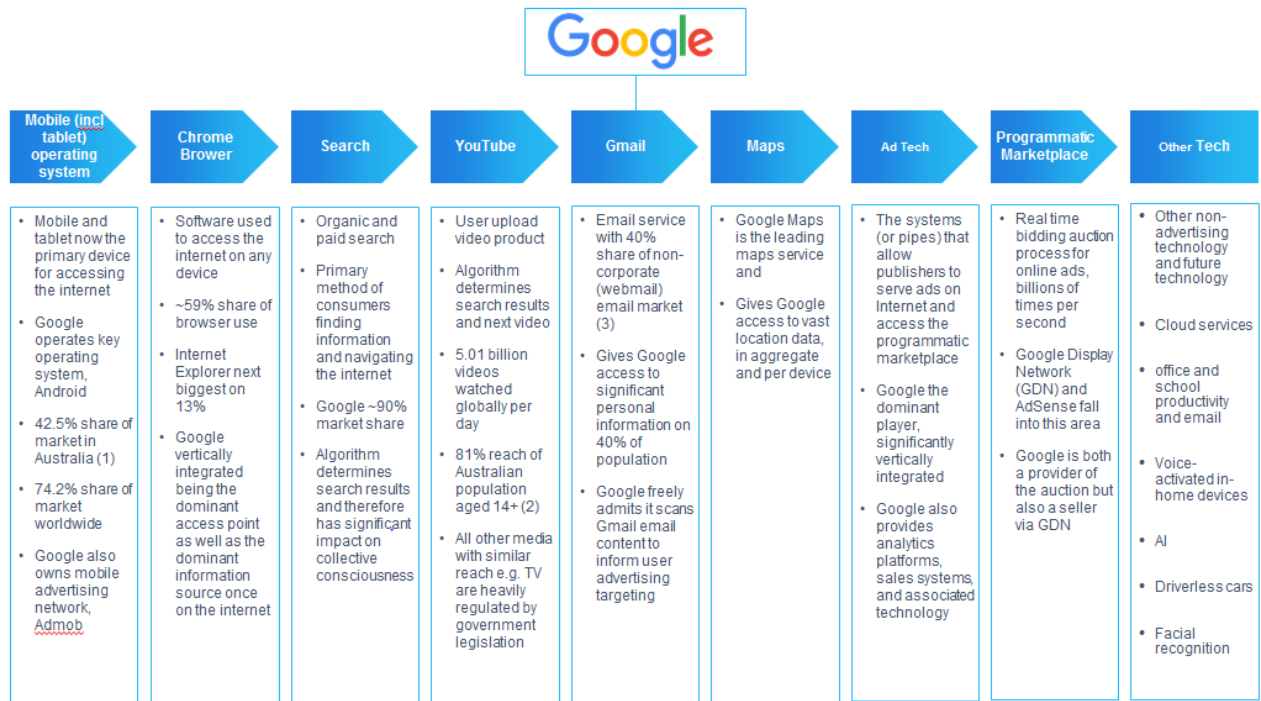 Google
Mobile (incl
tablet)
operating
system
Chrome
Brower
Search
YouTube
Gmail
Maps
Ad Tech
Programmatic
Marketplace
Other Tech
• Mobile and
tablet now the
primary device
for accessing
the internet
• Google
operates key
operating
system,
Android
• 42.5% share of
market in
Australia (1)
• 74.2% share of
market
worldwide
• Google also
owns mobile
advertising
network,
Admob
• Software used
to access the
internet on any
device
• ~59% share of
browser use
• Internet
Explorer next
biggest on
13%
• Google
vertically
integrated
being the
dominant
access point
as well as the
dominant
information
source once
on the internet
• Organic and
paid search
• Primary
method of
consumers
finding
information
and navigating
the internet
• Google ~90%
market share
• Algorithm
determines
search results
and therefore
has significant
impact on
collective
consciousness
• User upload
video product
• Algorithm
determines
search results
and next video
• 5.01 billion
videos
watched
globally per
day
• 81% reach of
Australian
population
aged 14+ (2)
• All other media
with similar
reach e.g. TV
are heavily
regulated by
government
legislation
• Email service
with 40%
share of non-
corporate
(webmail)
email market
(3)
• Gives Google
access to
significant
personal
information on
40% of
population
• Google freely
admits it scans
Gmail email
content to
inform user
advertising
targeting
• Google Maps
is the leading
maps service
and
• Gives Google
access to vast
location data,
in aggregate
and per device
• The systems
(or pipes) that
allow
publishers to
serve ads on
Internet and
access the
programmatic
marketplace
• Google the
dominant
player,
significantly
vertically
integrated
• Google also
provides
analytics
platforms,
sales systems,
and associated
technology
• Real time
bidding auction
process for
online ads,
billions of
times per
second
• Google Display
Network
(GDN) and
AdSense fall
into this area
• Google is both
a provider of
the auction but
also a seller
via GDN
• Other non-
advertising
technology
and future
technology
• Cloud services
• office and
school
productivity
and email
• Voice-
activated in-
home devices
• AI
• Driverless cars
• Facial
recognition